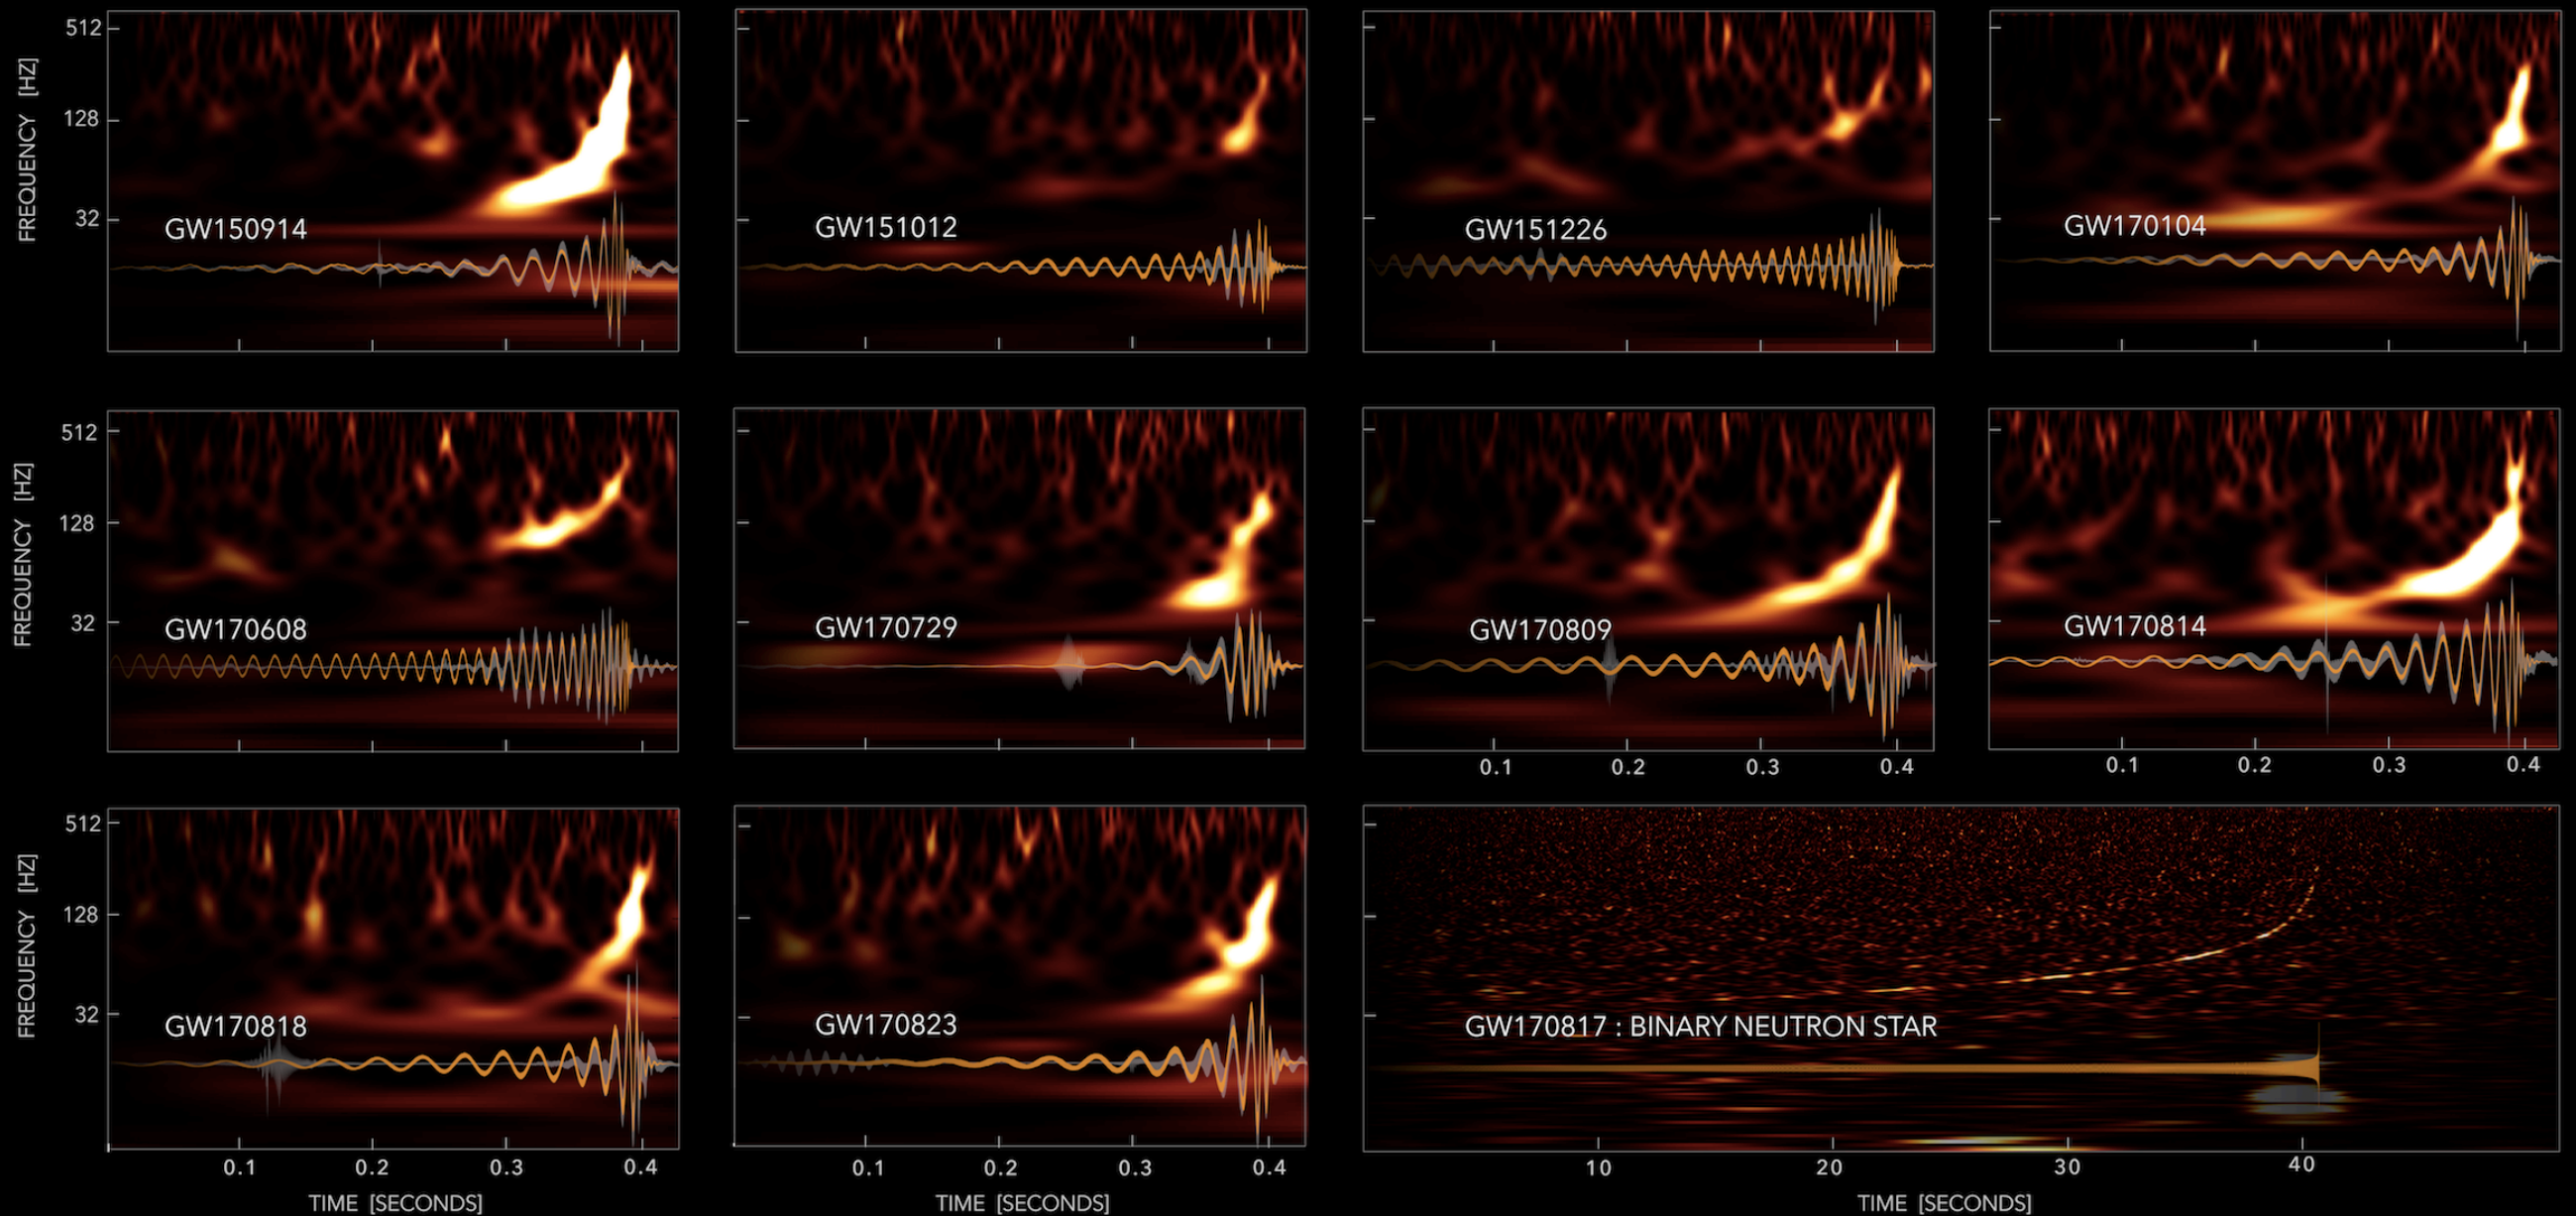 FREQUENCY [HZ]
512
128
32
GW150914
GW151012
GW151226
GW170104
FREQUENCY [HZ]
512
128
32
GW170608
GW170729
GW170809
GW170814
0.1 0.2 0.3 0.4
0.1 0.2 0.3 0.4
FREQUENCY [HZ]
512
128
32
GW170818
GW170823
GW170817 : BINARY NEUTRON STAR
0.1 0.2 0.3 0.4
0.1 0.2 0.3 0.4
10 20 30 40
TIME [SECONDS]
TIME [SECONDS]
TIME [SECONDS]